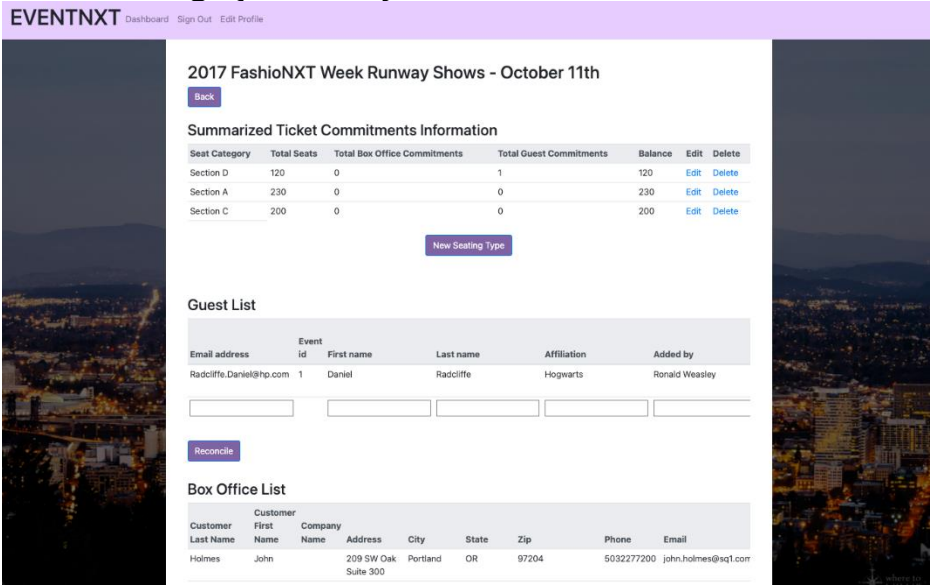 EVENTNXT Dashboard Sign Out Edit Profile
2017 FashioNXT Week Runway Shows - October 11th
Back
Summarized Ticket Commitments Information
Seat Category Total Seats Total Box Office Commitments Total Guest Commitments Balance Edit Delete
Section D 120 0 1 120 Edit Delete
Section A 230 0 0 230 Edit Delete
Section C 200 0 0 200 Edit Delete
New Seating Type
Guest List
Event
Email address id First name Last name Affiliation Added by
Radcliffe.Daniel@hp.com 1 Daniel Radcliffe Hogwarts Ronald Weasley
Reconcile
Box Office List
Customer
Customer First Company
Last Name Name Name Address City State Zip Phone Email
Holmes John 209 SW Oak Portland OR 97204 5032277200 john.holmes@sq1.com
Suite 300
where to